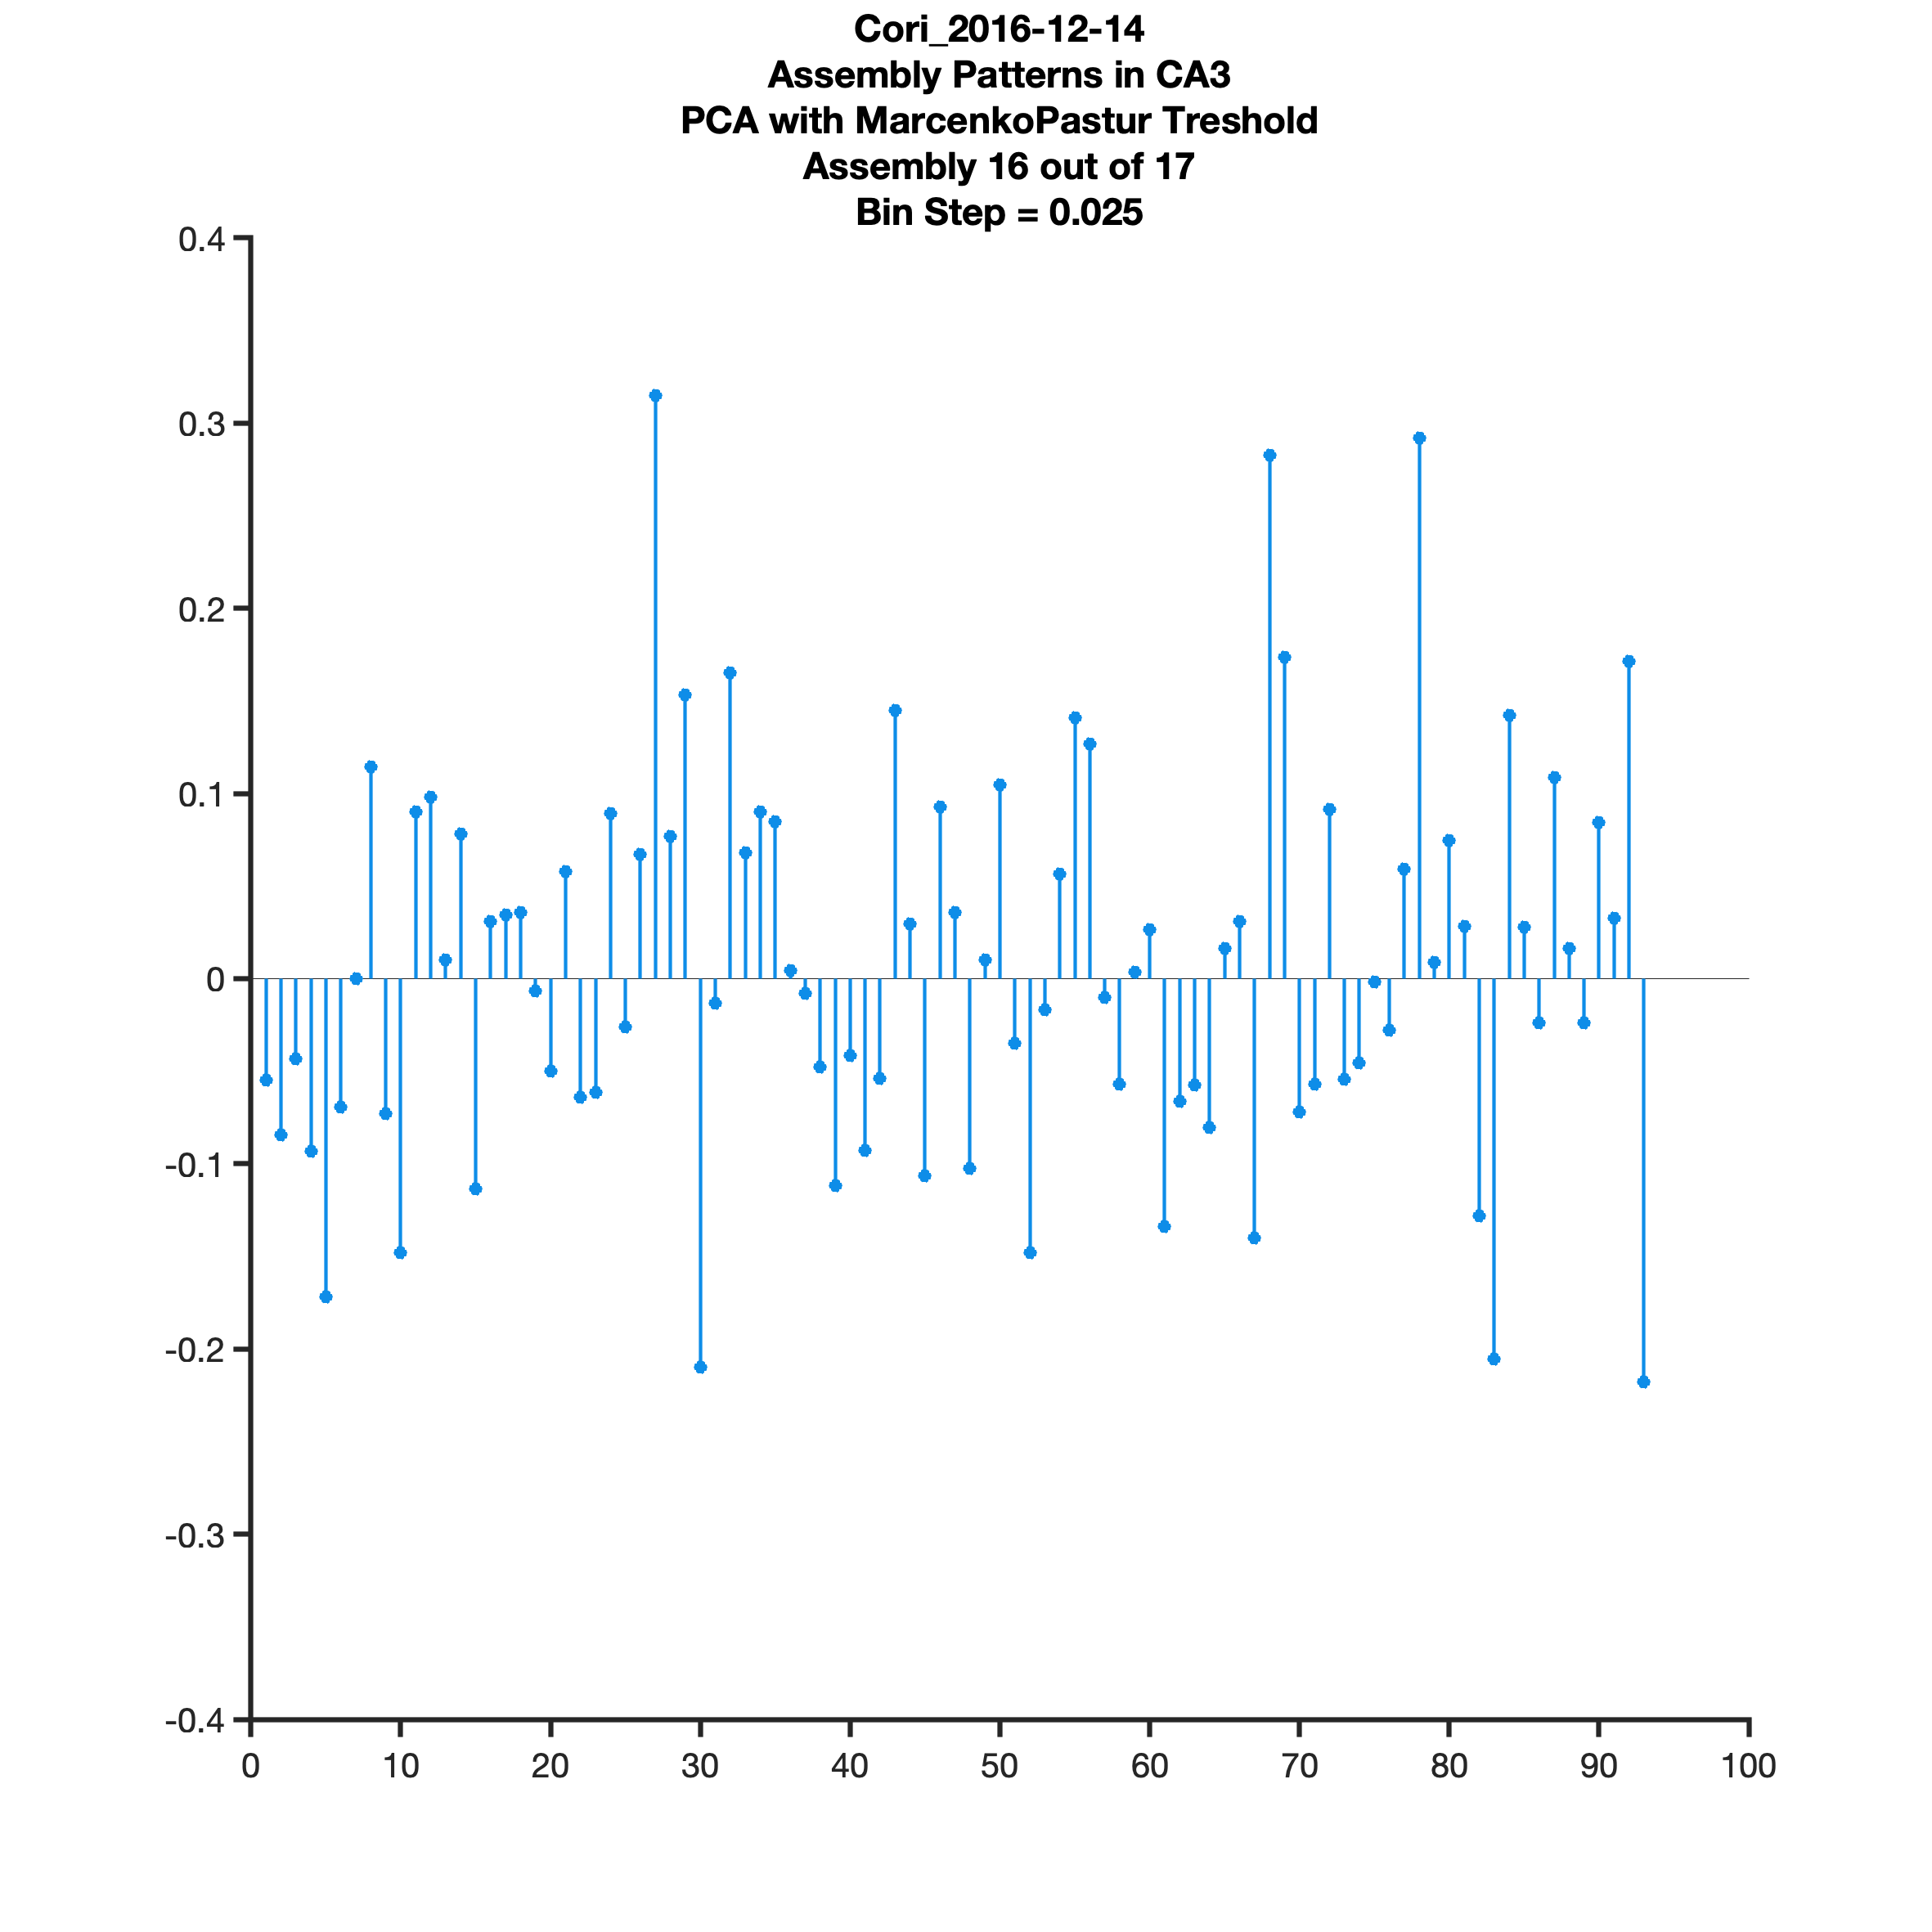 Cori_2016-12-14
Assembly Patterns in CA3
PCA with MarcenkoPastur Treshold
Assembly 16 out of 17
Bin Step = 0.025
0.4
0.3
0.2
0.1
0
-0.1
-0.2
-0.3
-0.4
0 10 20 30 40 50 60 70 80 90 100